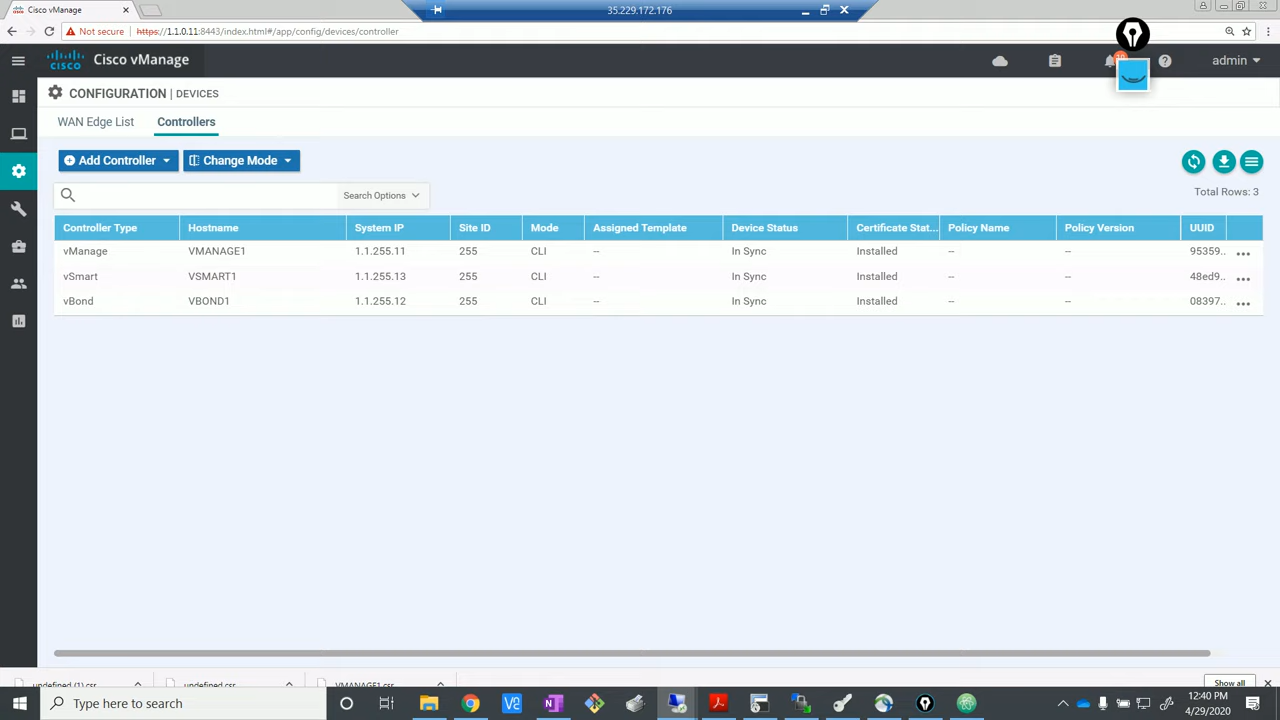 Cisco vManage
35.229.172.176
Not secure https://1.1.0.11:8443/index.html#/app/config/devices/controller
CISCO Cisco vManage
admin
CONFIGURATION | DEVICES
WAN Edge List Controllers
Add Controller Change Mode
Search Options
Total Rows: 3
Controller Type Hostname System IP Site ID Mode Assigned Template Device Status Certificate Stat... Policy Name Policy Version UUID
vManage VMANAGE1 1.1.255.11 255 CLI -- In Sync Installed -- -- 95359..
vSmart VSMART1 1.1.255.13 255 CLI -- In Sync Installed -- -- 48ed9..
vBond VBOND1 1.1.255.12 255 CLI -- In Sync Installed -- -- 08397..
undefined (1).csr undefined.csr VMANAGE1.csr Show all
Type here to search
12:40 PM
4/29/2020